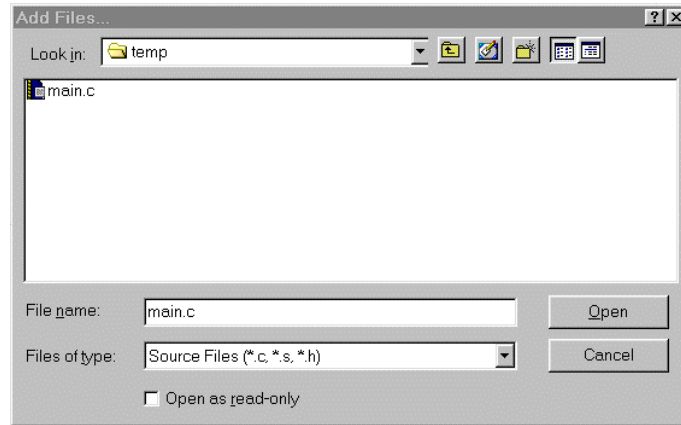 Add Files...
Look in: temp
main.c
File name: main.c Open
Files of type: Source Files (*.c, *.s, *.h) Cancel
Open as read-only